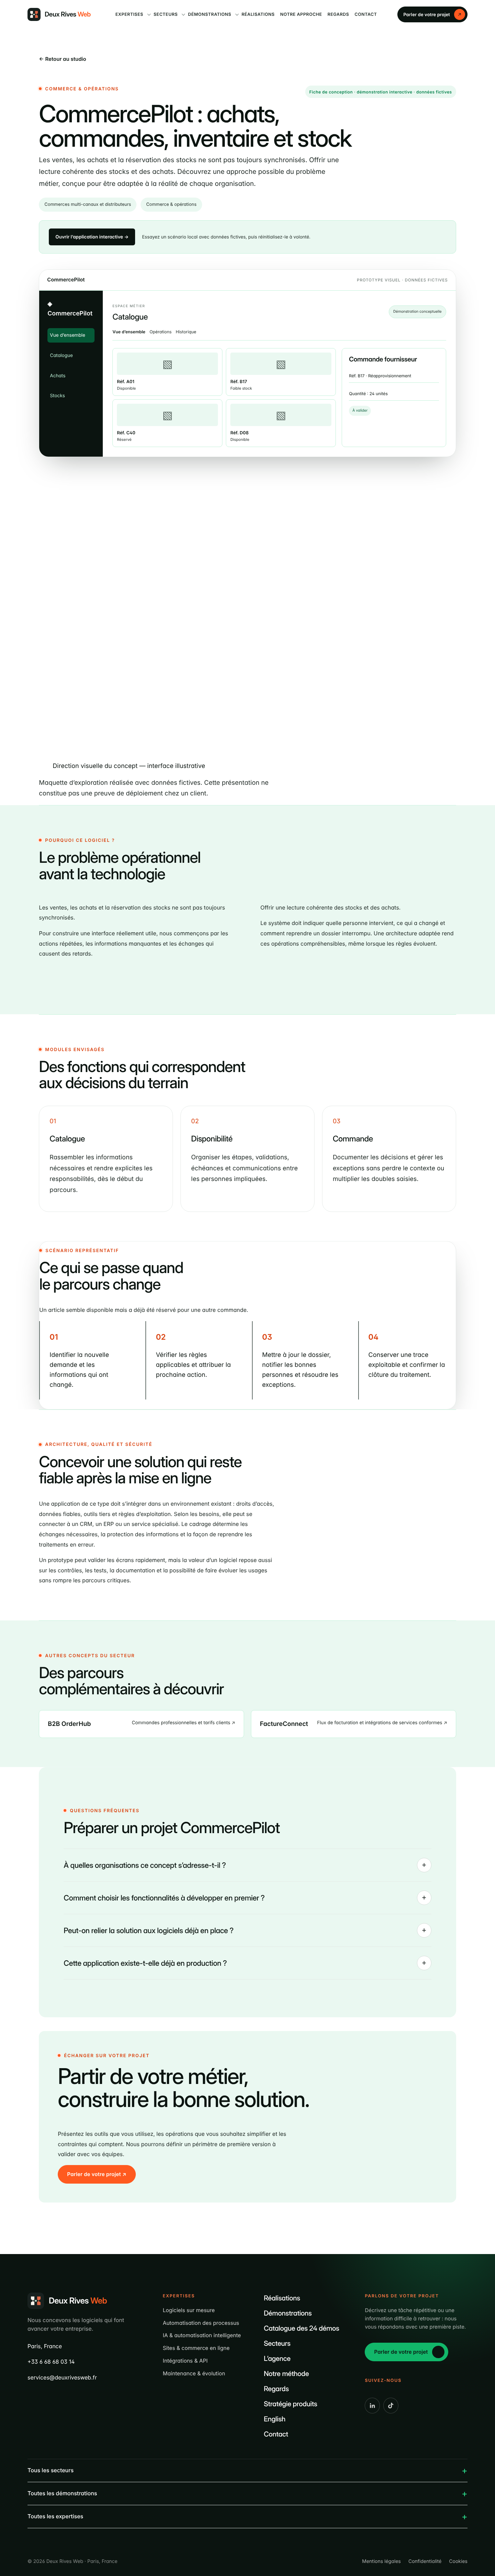 Deux Rives Web
EXPERTISES
SECTEURS
DÉMONSTRATIONS
RÉALISATIONS
NOTRE APPROCHE
REGARDS
CONTACT
Parler de votre projet
← Retour au studio
COMMERCE & OPÉRATIONS
Fiche de conception · démonstration interactive · données fictives
CommercePilot : achats,
commandes, inventaire et stock
Les ventes, les achats et la réservation des stocks ne sont pas toujours synchronisés. Offrir une
lecture cohérente des stocks et des achats. Découvrez une approche possible du problème
métier, conçue pour être adaptée à la réalité de chaque organisation.
Commerces multi-canaux et distributeurs
Commerce & opérations
Ouvrir l'application interactive →
Essayez un scénario local avec données fictives, puis réinitialisez-le à volonté.
CommercePilot
PROTOTYPE VISUEL · DONNÉES FICTIVES
CommercePilot
Vue d'ensemble
Catalogue
Achats
Stocks
ESPACE MÉTIER
Catalogue
Démonstration conceptuelle
Vue d'ensemble
Opérations
Historique
Réf. A01
Disponible
Réf. B17
Faible stock
Réf. C40
Réservé
Réf. D08
Disponible
Commande fournisseur
Réf. B17 · Réapprovisionnement
Quantité : 24 unités
À valider
Direction visuelle du concept — interface illustrative
Maquette d'exploration réalisée avec données fictives. Cette présentation ne
constitue pas une preuve de déploiement chez un client.
POURQUOI CE LOGICIEL ?
Le problème opérationnel
avant la technologie
Les ventes, les achats et la réservation des stocks ne sont pas toujours
synchronisés.
Pour construire une interface réellement utile, nous commençons par les
actions répétées, les informations manquantes et les échanges qui
causent des retards.
Offrir une lecture cohérente des stocks et des achats.
Le système doit indiquer quelle personne intervient, ce qui a changé et
comment reprendre un dossier interrompu. Une architecture adaptée rend
ces opérations compréhensibles, même lorsque les règles évoluent.
MODULES ENVISAGÉS
Des fonctions qui correspondent
aux décisions du terrain
01
Catalogue
Rassembler les informations
nécessaires et rendre explicites les
responsabilités, dès le début du
parcours.
02
Disponibilité
Organiser les étapes, validations,
échéances et communications entre
les personnes impliquées.
03
Commande
Documenter les décisions et gérer les
exceptions sans perdre le contexte ou
multiplier les doubles saisies.
SCÉNARIO REPRÉSENTATIF
Ce qui se passe quand
le parcours change
Un article semble disponible mais a déjà été réservé pour une autre commande.
01
Identifier la nouvelle
demande et les
informations qui ont
changé.
02
Vérifier les règles
applicables et attribuer la
prochaine action.
03
Mettre à jour le dossier,
notifier les bonnes
personnes et résoudre les
exceptions.
04
Conserver une trace
exploitable et confirmer la
clôture du traitement.
ARCHITECTURE, QUALITÉ ET SÉCURITÉ
Concevoir une solution qui reste
fiable après la mise en ligne
Une application de ce type doit s'intégrer dans un environnement existant : droits d'accès,
données fiables, outils tiers et règles d'exploitation. Selon les besoins, elle peut se
connecter à un CRM, un ERP ou un service spécialisé. Le cadrage détermine les
échanges nécessaires, la protection des informations et la façon de reprendre les
traitements en erreur.
Un prototype peut valider les écrans rapidement, mais la valeur d'un logiciel repose aussi
sur les contrôles, les tests, la documentation et la possibilité de faire évoluer les usages
sans rompre les parcours critiques.
AUTRES CONCEPTS DU SECTEUR
Des parcours
complémentaires à découvrir
B2B OrderHub
Commandes professionnelles et tarifs clients ↗
FactureConnect
Flux de facturation et intégrations de services conformes ↗
QUESTIONS FRÉQUENTES
Préparer un projet CommercePilot
À quelles organisations ce concept s'adresse-t-il ?
Comment choisir les fonctionnalités à développer en premier ?
Peut-on relier la solution aux logiciels déjà en place ?
Cette application existe-t-elle déjà en production ?
ÉCHANGER SUR VOTRE PROJET
Partir de votre métier,
construire la bonne solution.
Présentez les outils que vous utilisez, les opérations que vous souhaitez simplifier et les
contraintes qui comptent. Nous pourrons définir un périmètre de première version à
valider avec vos équipes.
Parler de votre projet ↗
Deux Rives Web
Nous concevons les logiciels qui font
avancer votre entreprise.
Paris, France
+33 6 68 68 03 14
services@deuxrivesweb.fr
EXPERTISES
Logiciels sur mesure
Automatisation des processus
IA & automatisation intelligente
Sites & commerce en ligne
Intégrations & API
Maintenance & évolution
Réalisations
Démonstrations
Catalogue des 24 démos
Secteurs
L'agence
Notre méthode
Regards
Stratégie produits
English
Contact
PARLONS DE VOTRE PROJET
Décrivez une tâche répétitive ou une
information difficile à retrouver : nous
vous répondons avec une première piste.
Parler de votre projet
SUIVEZ-NOUS
Tous les secteurs
Toutes les démonstrations
Toutes les expertises
© 2026 Deux Rives Web · Paris, France
Mentions légales
Confidentialité
Cookies